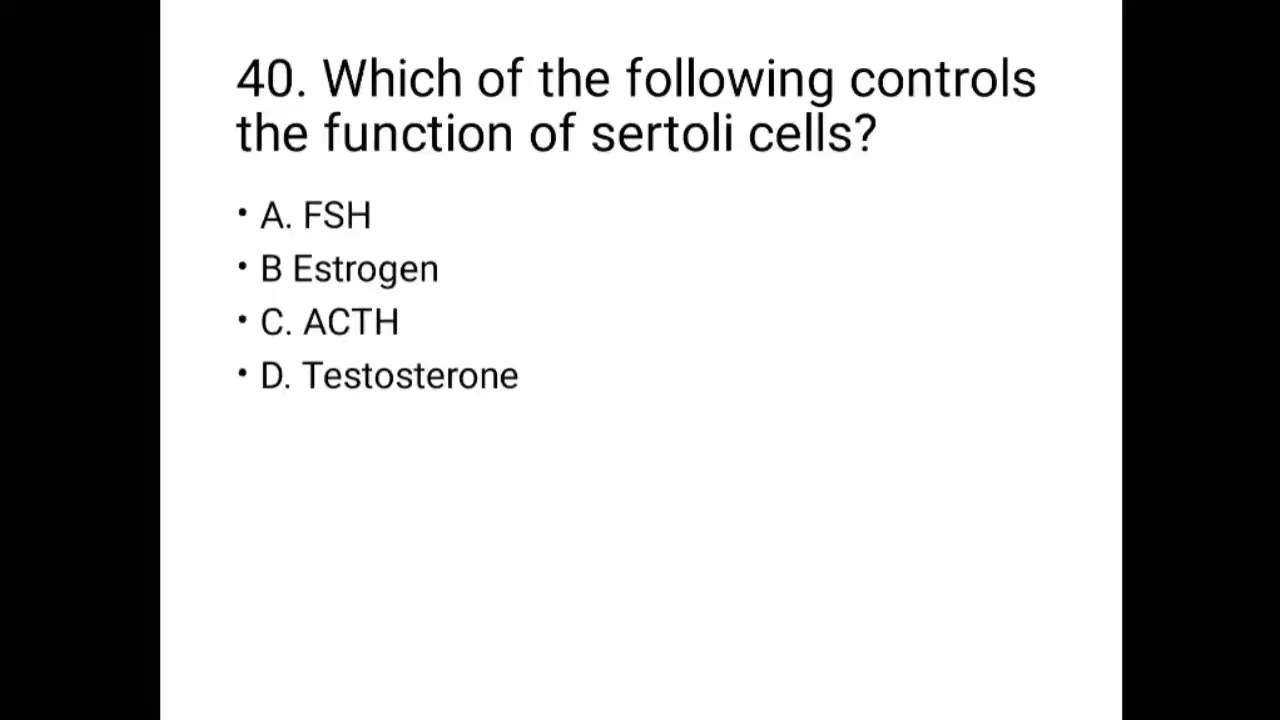 40. Which of the following controls
the function of sertoli cells?
• A. FSH
• B Estrogen
• C. ACTH
• D. Testosterone